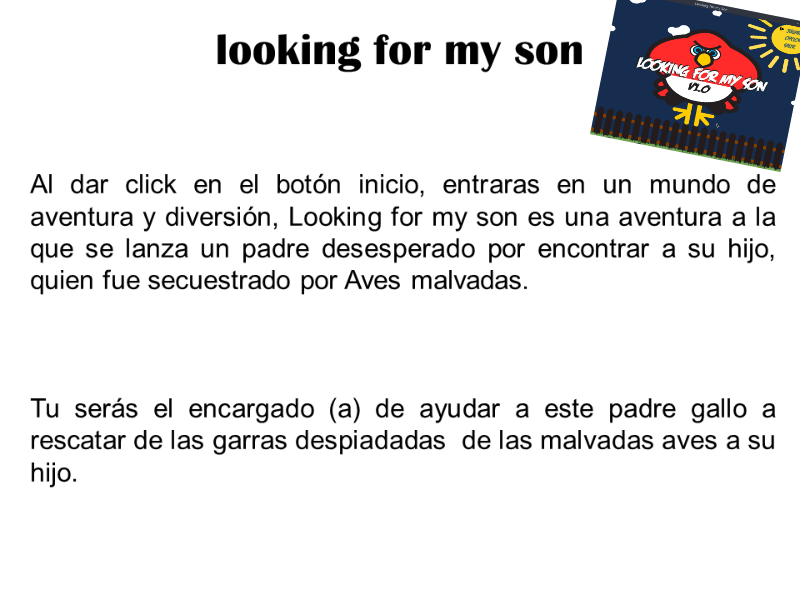 looking for my son
LOOKING FOR MY SON
V1.0
Al dar click en el botón inicio, entraras en un mundo de
aventura y diversión, Looking for my son es una aventura a la
que se lanza un padre desesperado por encontrar a su hijo,
quien fue secuestrado por Aves malvadas.
Tu serás el encargado (a) de ayudar a este padre gallo a
rescatar de las garras despiadadas  de las malvadas aves a su
hijo.